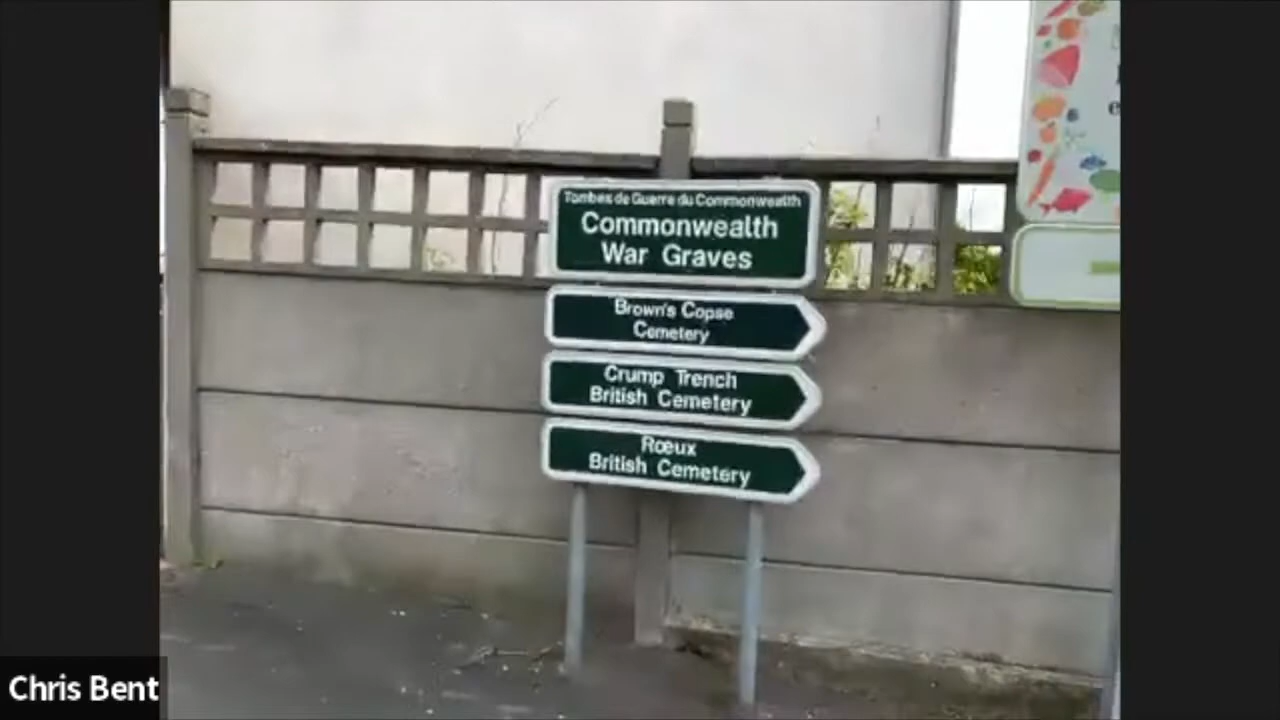 Tombes de Guerre du Commonwealth
Commonwealth
War Graves
Brown's Copse
Cemetery
Crump Trench
British Cemetery
Rœux
British Cemetery
Chris Bent